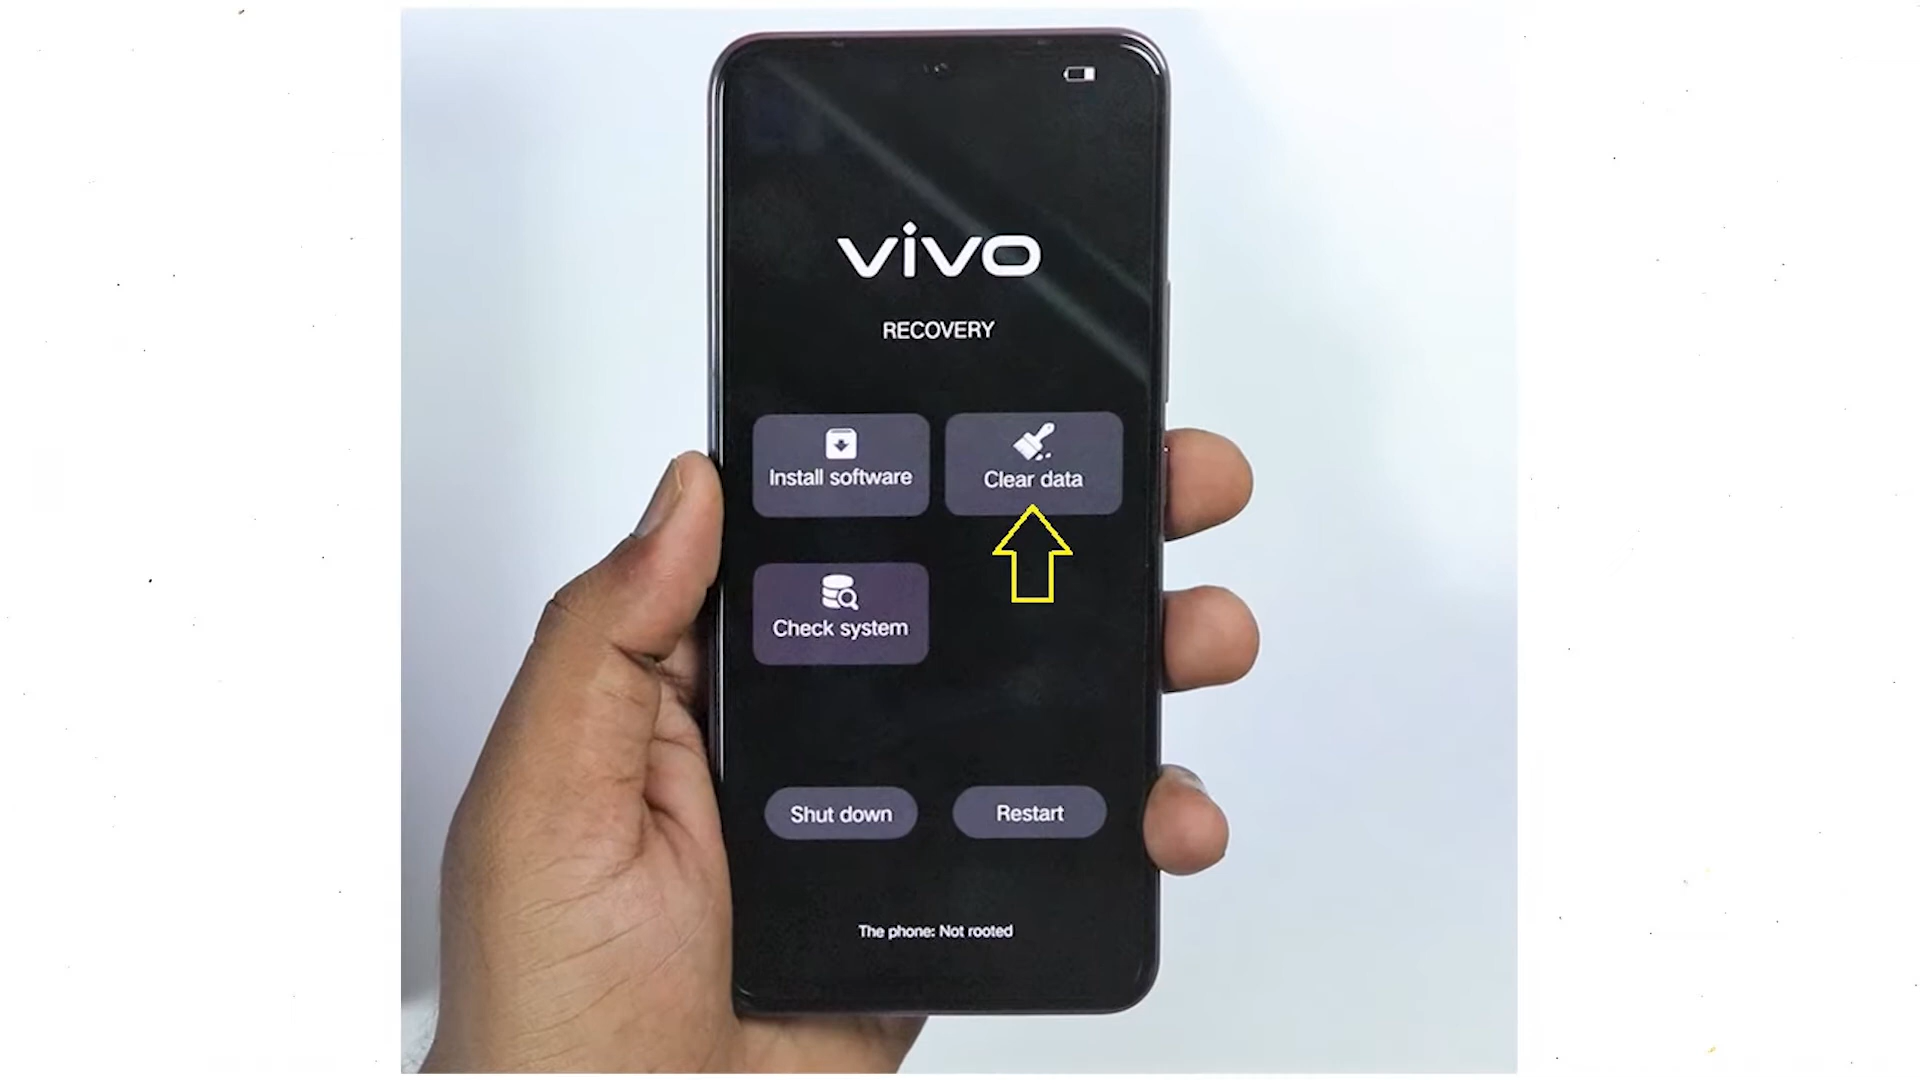 vivo
RECOVERY
Install software
Clear data
Check system
Shut down
Restart
The phone: Not rooted